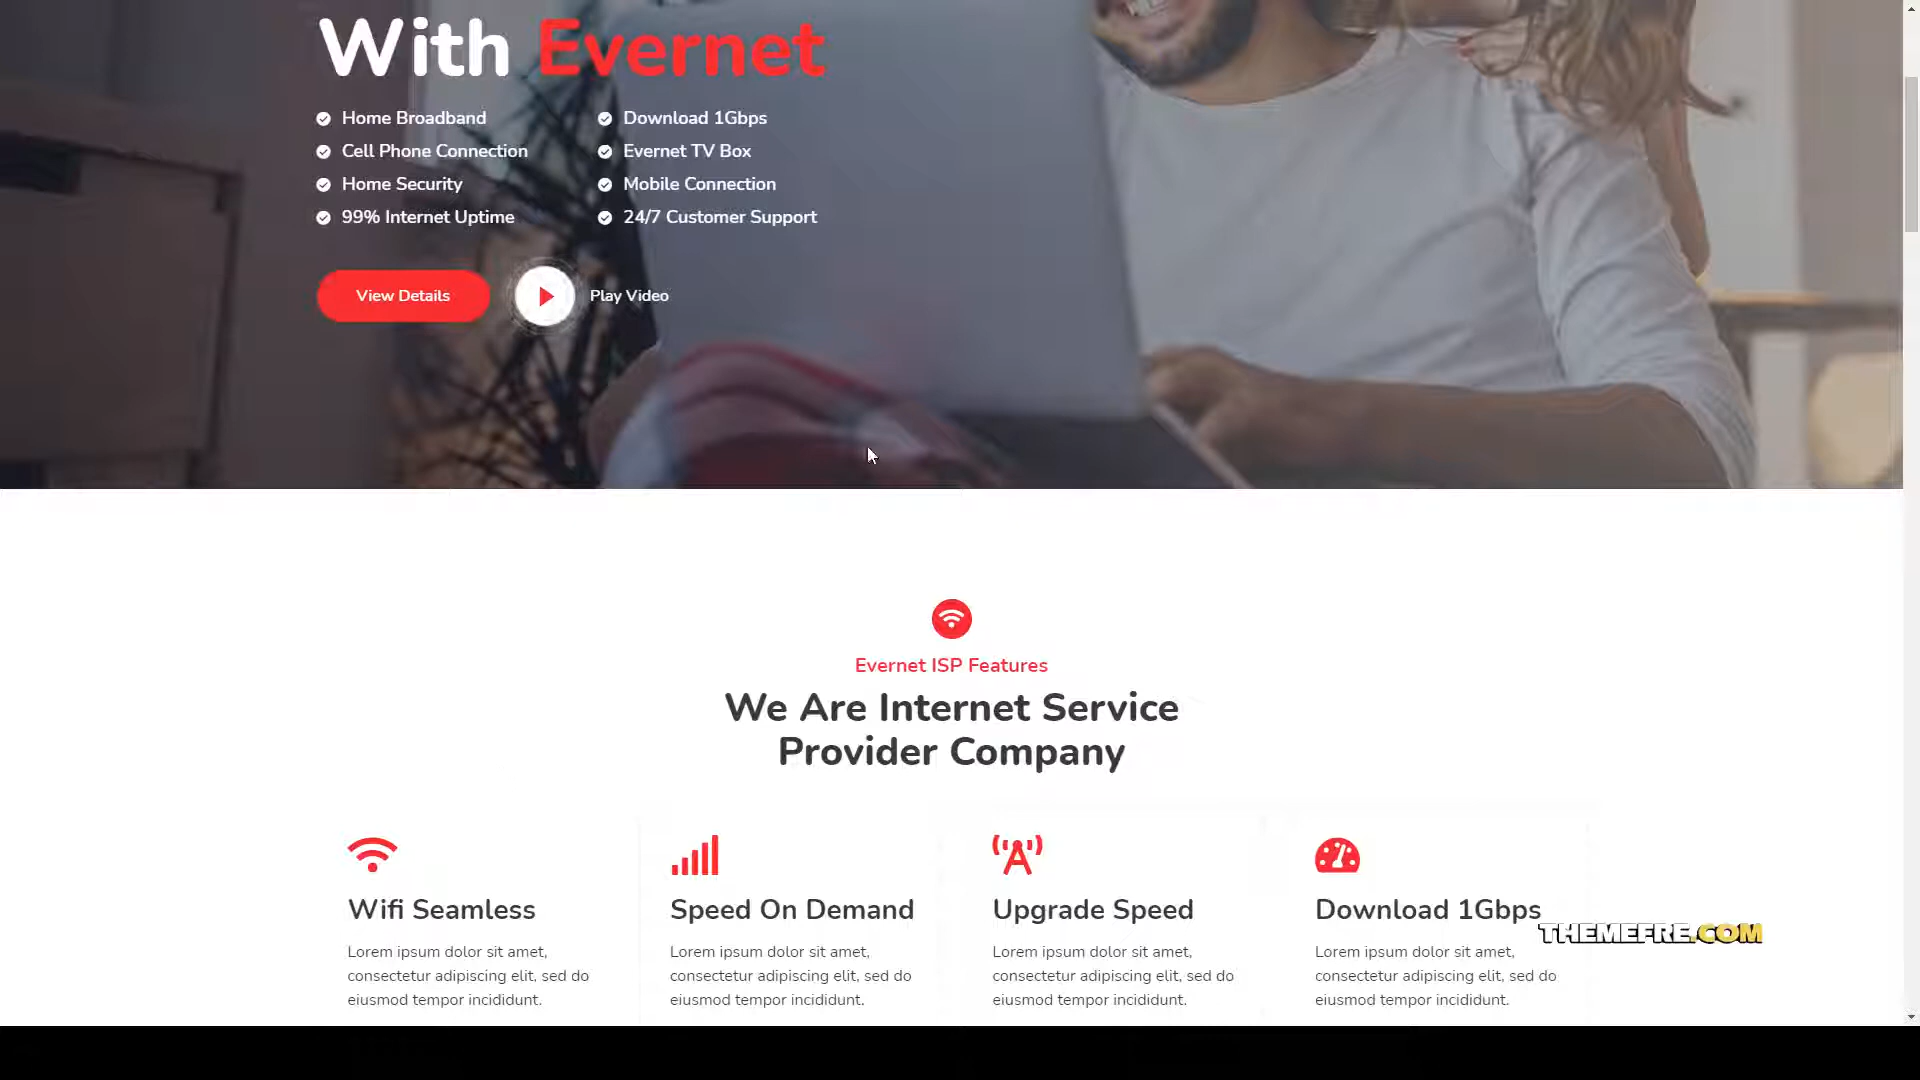 With Evernet
Home Broadband
Download 1Gbps
Cell Phone Connection
Evernet TV Box
Home Security
Mobile Connection
99% Internet Uptime
24/7 Customer Support
View Details
Play Video
Evernet ISP Features
We Are Internet Service
Provider Company
Wifi Seamless
Lorem ipsum dolor sit amet,
consectetur adipiscing elit, sed do
eiusmod tempor incididunt.
Speed On Demand
Lorem ipsum dolor sit amet,
consectetur adipiscing elit, sed do
eiusmod tempor incididunt.
Upgrade Speed
Lorem ipsum dolor sit amet,
consectetur adipiscing elit, sed do
eiusmod tempor incididunt.
Download 1Gbps
Lorem ipsum dolor sit amet,
consectetur adipiscing elit, sed do
eiusmod tempor incididunt.
THEMEFRE.COM